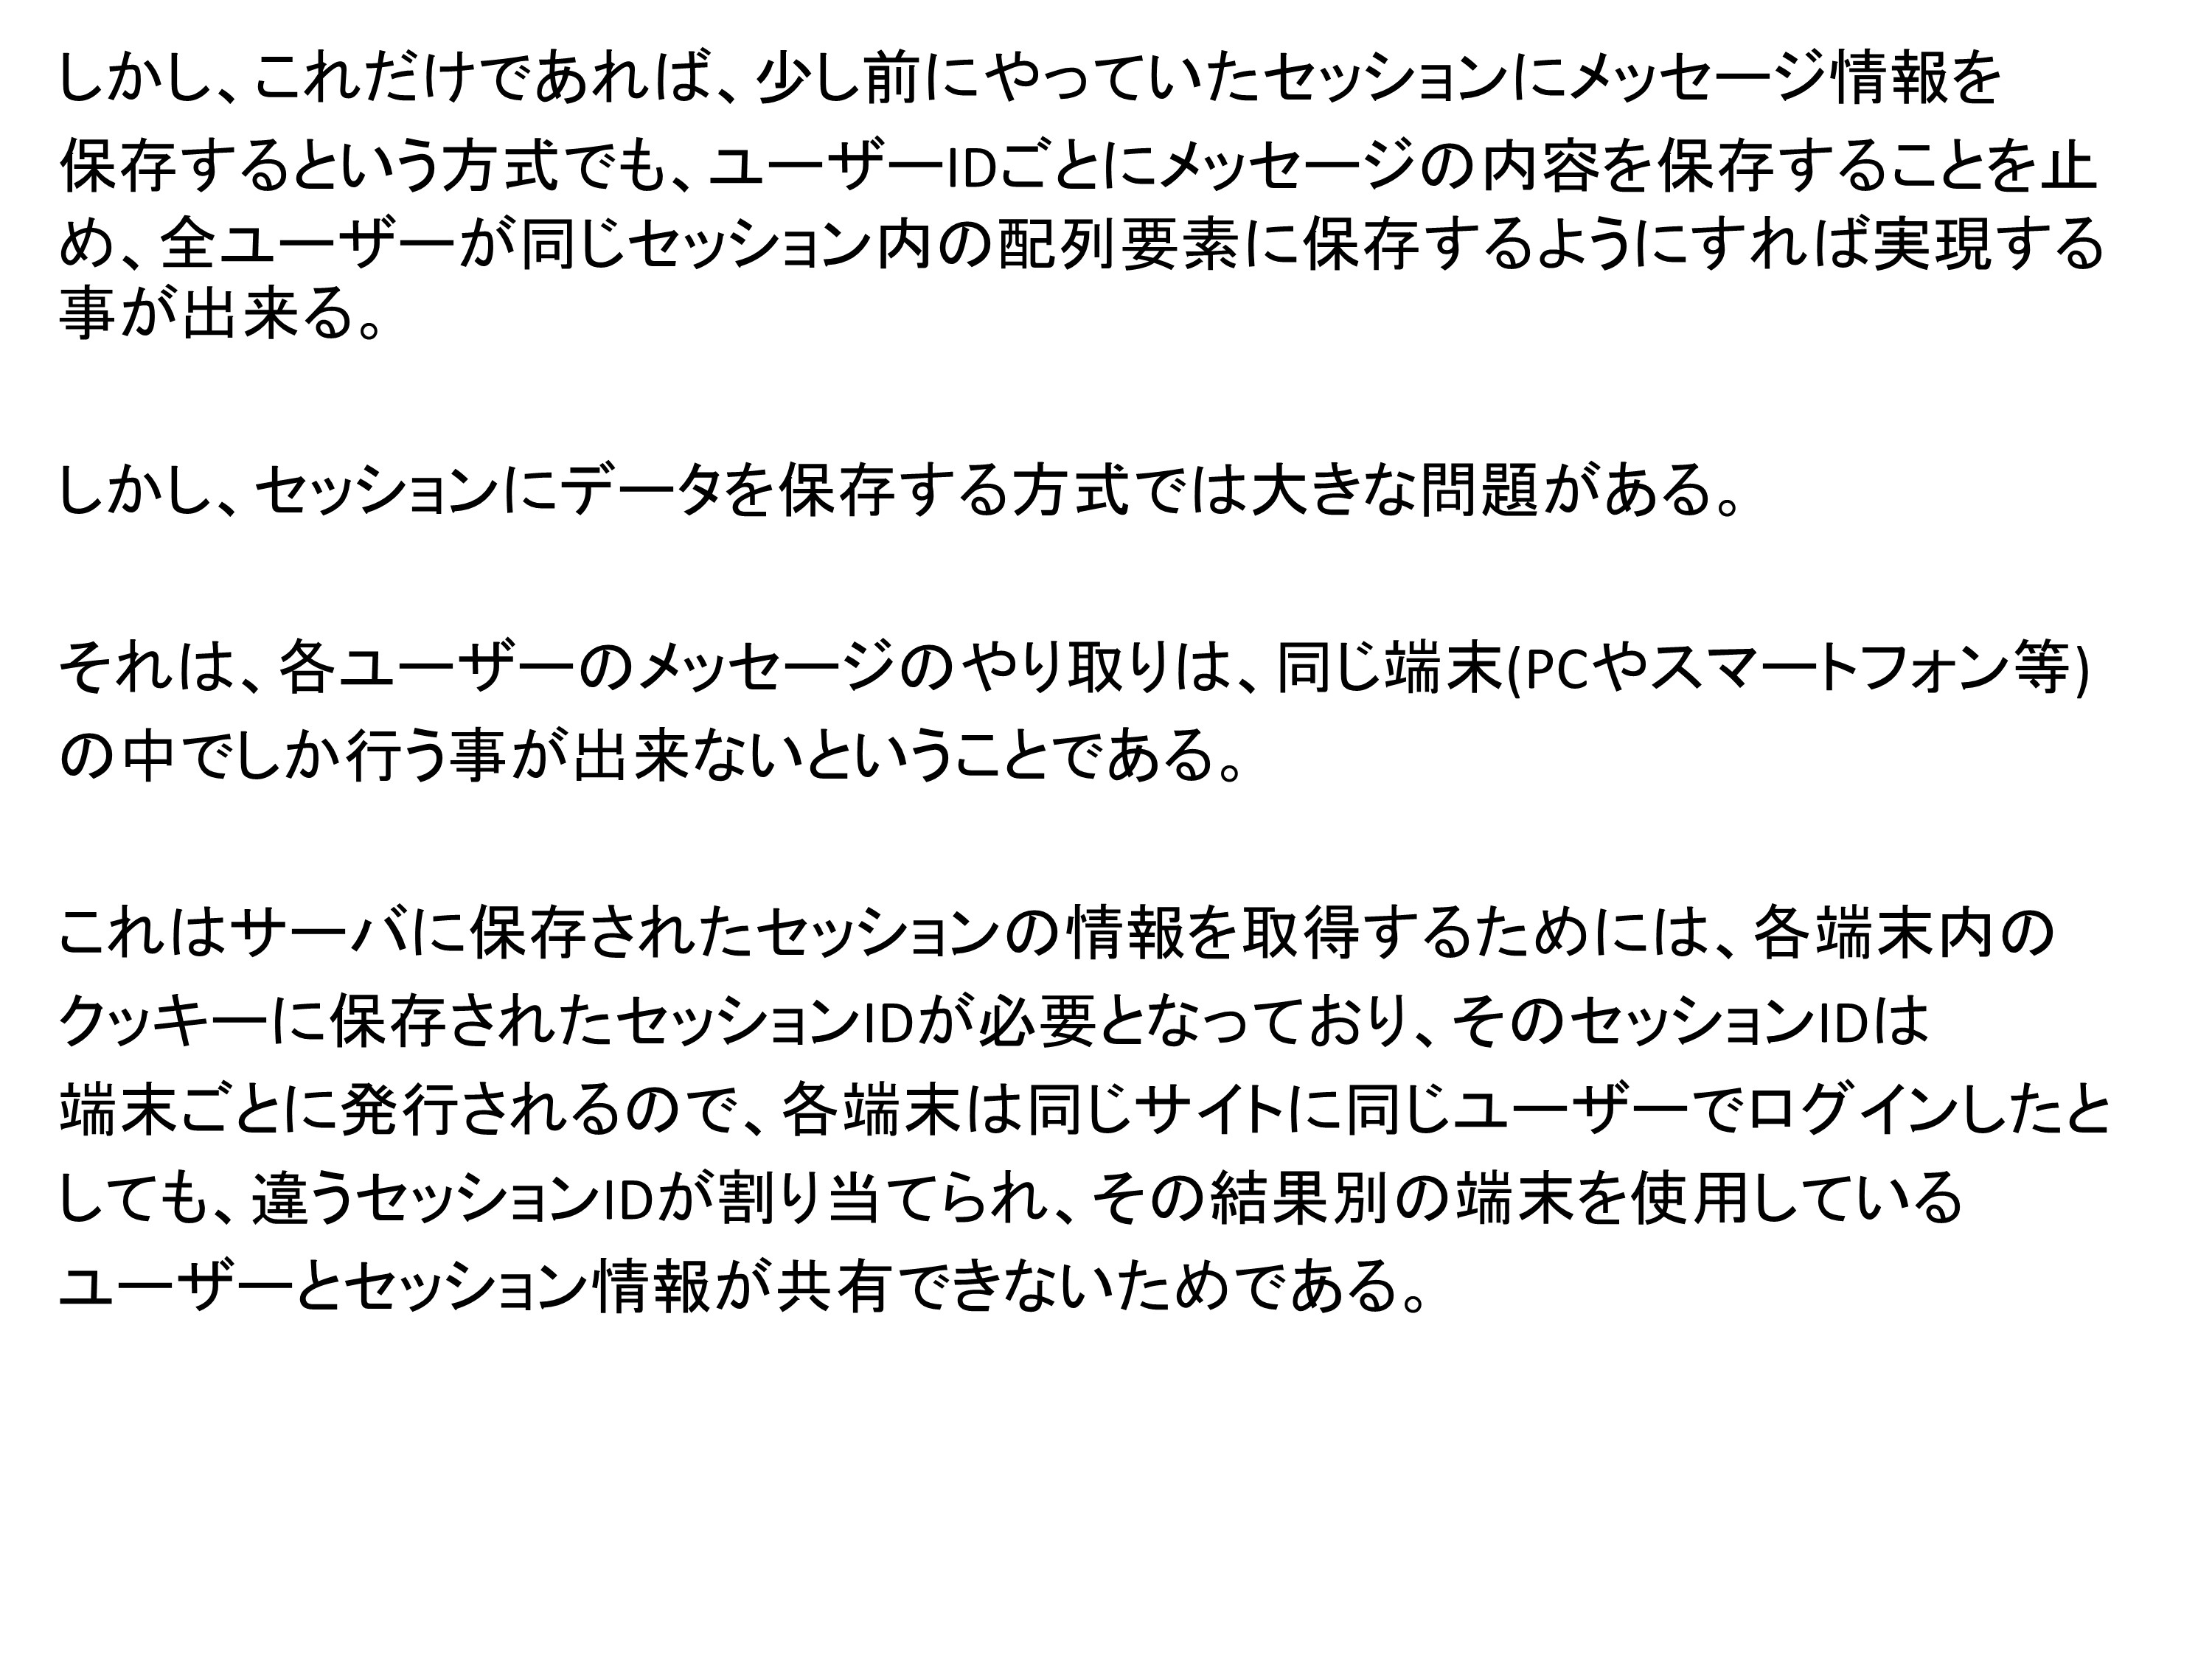 しかし、これだけであれば、少し前にやっていたセッションにメッセージ情報を
保存するという方式でも、ユーザーIDごとにメッセージの内容を保存することを止
め、全ユーザーが同じセッション内の配列要素に保存するようにすれば実現する
事が出来る。
しかし、セッションにデータを保存する方式では大きな問題がある。
それは、各ユーザーのメッセージのやり取りは、同じ端末(PCやスマートフォン等)
の中でしか行う事が出来ないということである。
これはサーバに保存されたセッションの情報を取得するためには、各端末内の
クッキーに保存されたセッションIDが必要となっており、そのセッションIDは
端末ごとに発行されるので、各端末は同じサイトに同じユーザーでログインしたと
しても、違うセッションIDが割り当てられ、その結果別の端末を使用している
ユーザーとセッション情報が共有できないためである。